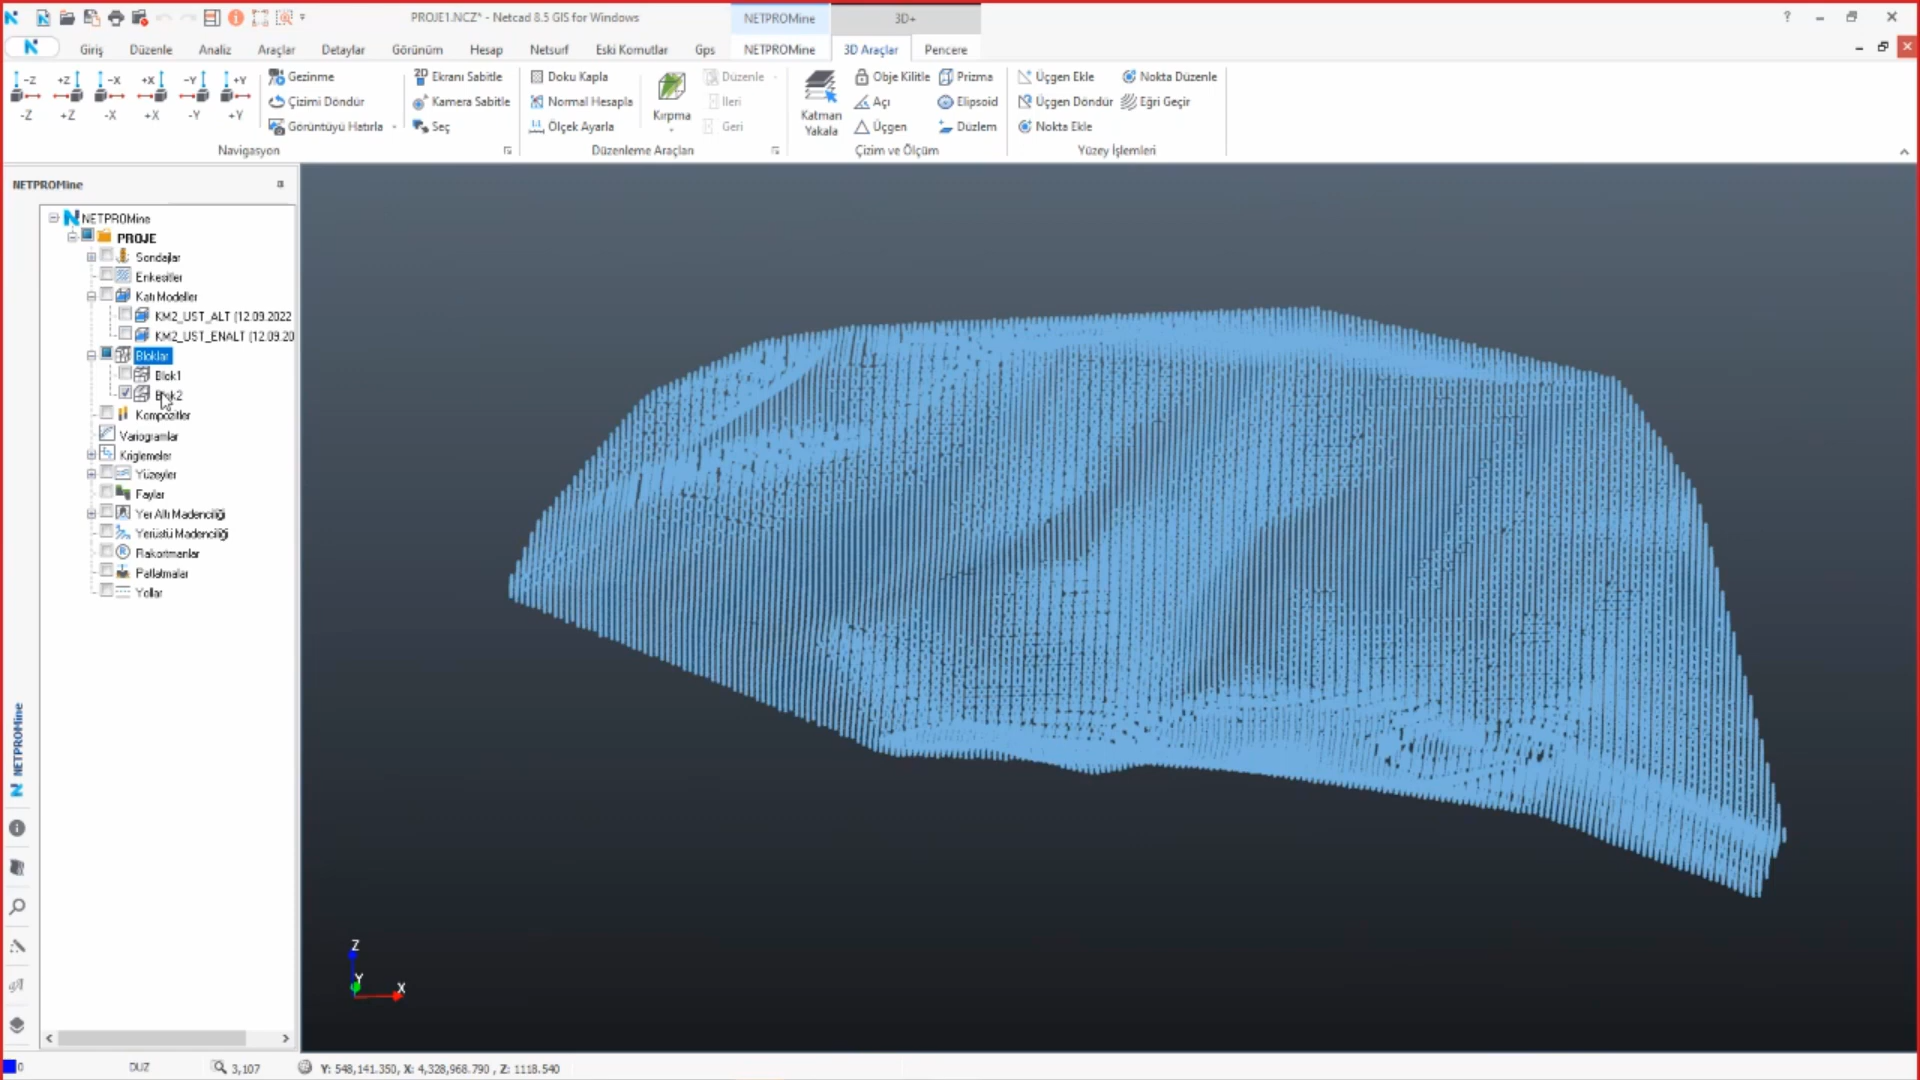 PROJE1.NCZ* - Netcad 8.5 GIS for Windows
NETPROMine
3D+
Giriş Düzenle Analiz Araçlar Detaylar Görünüm Hesap Netsurf Eski Komutlar Gps NETPROMine 3D Araçlar Pencere
-Z +Z -X +X -Y +Y
-Z +Z -X +X -Y +Y
Gezinme
Çizimi Döndür
Görüntüyü Hatırla
2D Ekranı Sabitle
Kamera Sabitle
Seç
Navigasyon
Doku Kapla
Normal Hesapla
Ölçek Ayarla
Kırpma
Düzenle
İleri
Geri
Düzenleme Araçları
Katman Yakala
Obje Kilitle
Açı
Üçgen
Prizma
Elipsoid
Düzlem
Çizim ve Ölçüm
Üçgen Ekle
Üçgen Döndür
Nokta Ekle
Nokta Düzenle
Eğri Geçir
Yüzey İşlemleri
NETPROMine
NETPROMine
PROJE
Sondajlar
Enkesitler
Katı Modeller
KM2_UST_ALT (12.09.2022
KM2_UST_ENALT (12.09.20
Bloklar
Blok1
Blok2
Kompozitler
Variogramlar
Kriglemeler
Yüzeyler
Faylar
Yer Altı Madenciliği
Yerüstü Madenciliği
Rakortmanlar
Patlatmalar
Yollar
NETPROMine
Z
Y
X
0 DUZ 3,107 Y: 548,141.350, X: 4,328,968.790 , Z: 1118.540